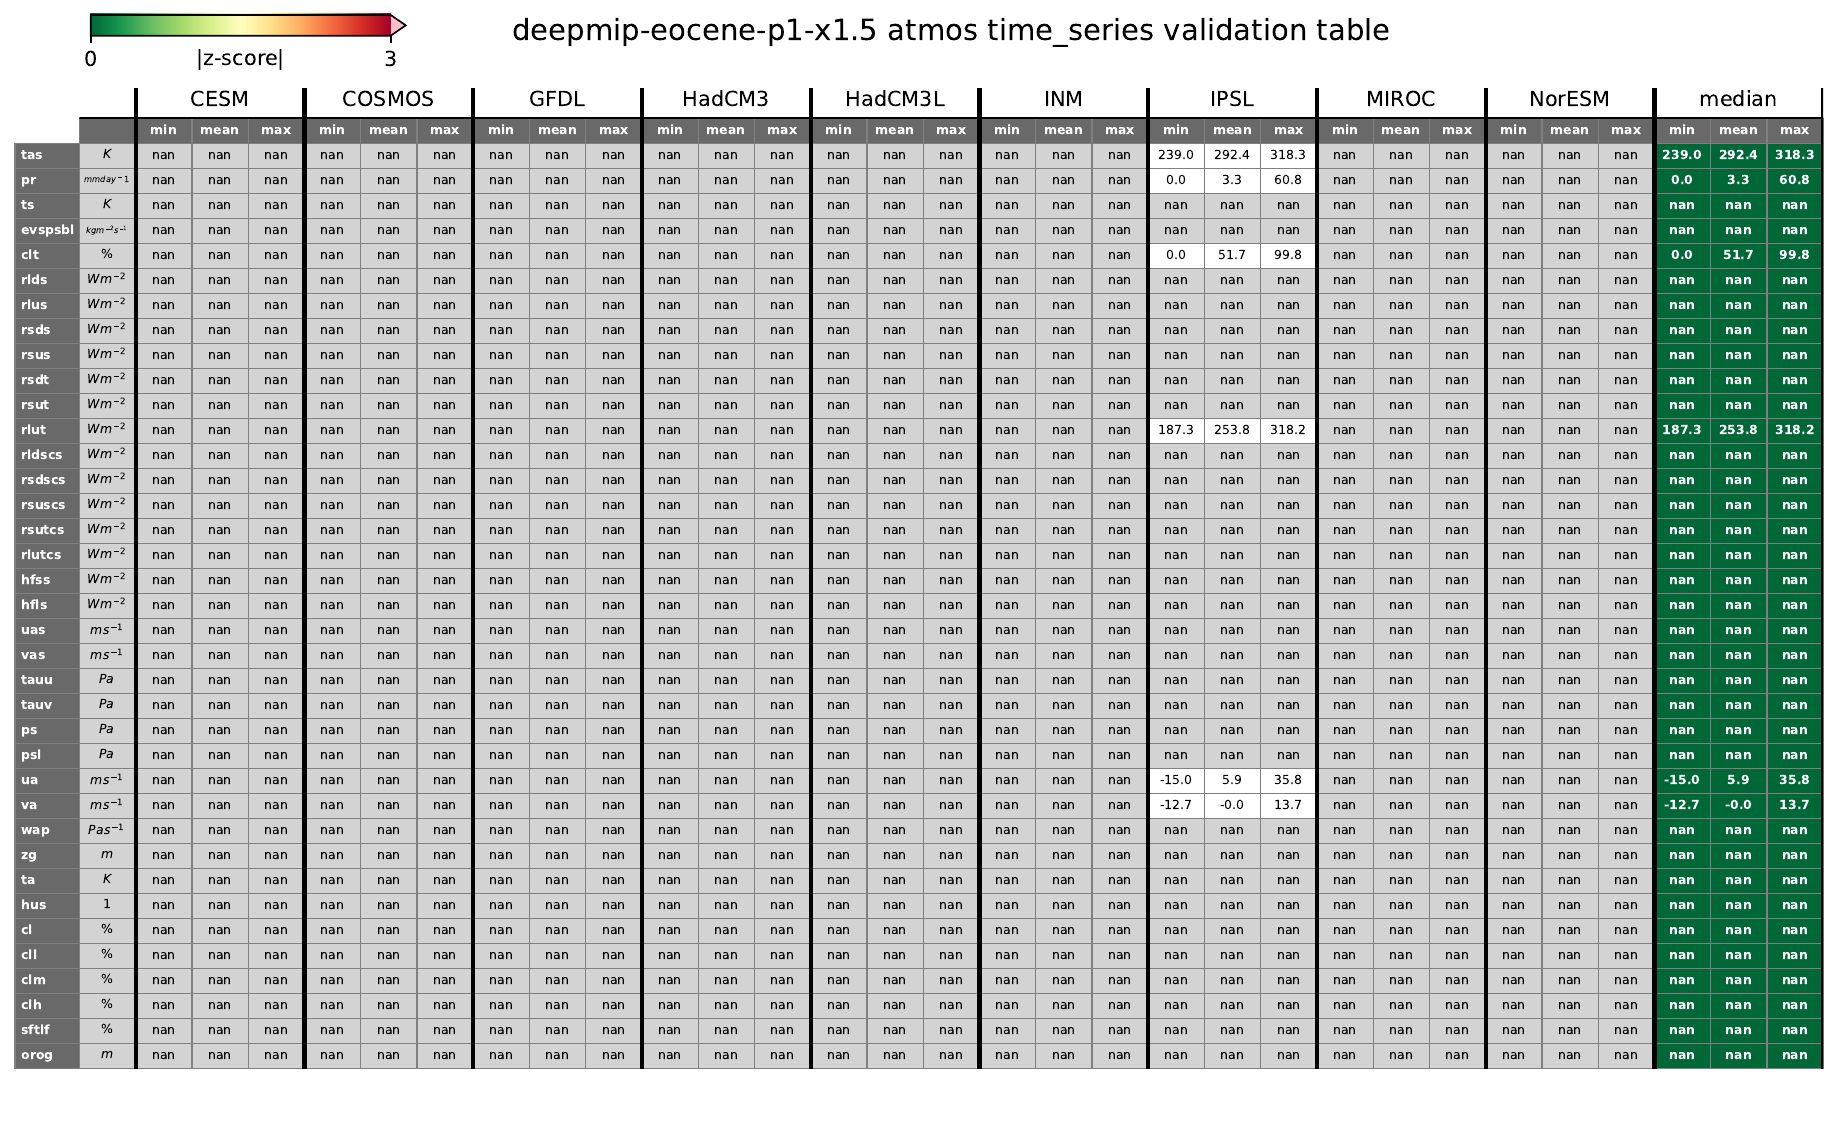 deepmip-eocene-p1-x1.5 atmos time_series validation table
0 |z-score| 3
CESM COSMOS GFDL HadCM3 HadCM3L INM IPSL MIROC NorESM median
min mean max min mean max min mean max min mean max min mean max min mean max min mean max min mean max min mean max min mean max
tas K nan nan nan nan nan nan nan nan nan nan nan nan nan nan nan nan nan nan 239.0 292.4 318.3 nan nan nan nan nan nan 239.0 292.4 318.3
pr mmday⁻¹ nan nan nan nan nan nan nan nan nan nan nan nan nan nan nan nan nan nan 0.0 3.3 60.8 nan nan nan nan nan nan 0.0 3.3 60.8
ts K nan nan nan nan nan nan nan nan nan nan nan nan nan nan nan nan nan nan nan nan nan nan nan nan nan nan nan nan nan nan
evspsbl kgm⁻²s⁻¹ nan nan nan nan nan nan nan nan nan nan nan nan nan nan nan nan nan nan nan nan nan nan nan nan nan nan nan nan nan nan
clt % nan nan nan nan nan nan nan nan nan nan nan nan nan nan nan nan nan nan 0.0 51.7 99.8 nan nan nan nan nan nan 0.0 51.7 99.8
rlds Wm⁻² nan nan nan nan nan nan nan nan nan nan nan nan nan nan nan nan nan nan nan nan nan nan nan nan nan nan nan nan nan nan
rlus Wm⁻² nan nan nan nan nan nan nan nan nan nan nan nan nan nan nan nan nan nan nan nan nan nan nan nan nan nan nan nan nan nan
rsds Wm⁻² nan nan nan nan nan nan nan nan nan nan nan nan nan nan nan nan nan nan nan nan nan nan nan nan nan nan nan nan nan nan
rsus Wm⁻² nan nan nan nan nan nan nan nan nan nan nan nan nan nan nan nan nan nan nan nan nan nan nan nan nan nan nan nan nan nan
rsdt Wm⁻² nan nan nan nan nan nan nan nan nan nan nan nan nan nan nan nan nan nan nan nan nan nan nan nan nan nan nan nan nan nan
rsut Wm⁻² nan nan nan nan nan nan nan nan nan nan nan nan nan nan nan nan nan nan nan nan nan nan nan nan nan nan nan nan nan nan
rlut Wm⁻² nan nan nan nan nan nan nan nan nan nan nan nan nan nan nan nan nan nan 187.3 253.8 318.2 nan nan nan nan nan nan 187.3 253.8 318.2
rldscs Wm⁻² nan nan nan nan nan nan nan nan nan nan nan nan nan nan nan nan nan nan nan nan nan nan nan nan nan nan nan nan nan nan
rsdscs Wm⁻² nan nan nan nan nan nan nan nan nan nan nan nan nan nan nan nan nan nan nan nan nan nan nan nan nan nan nan nan nan nan
rsuscs Wm⁻² nan nan nan nan nan nan nan nan nan nan nan nan nan nan nan nan nan nan nan nan nan nan nan nan nan nan nan nan nan nan
rsutcs Wm⁻² nan nan nan nan nan nan nan nan nan nan nan nan nan nan nan nan nan nan nan nan nan nan nan nan nan nan nan nan nan nan
rlutcs Wm⁻² nan nan nan nan nan nan nan nan nan nan nan nan nan nan nan nan nan nan nan nan nan nan nan nan nan nan nan nan nan nan
hfss Wm⁻² nan nan nan nan nan nan nan nan nan nan nan nan nan nan nan nan nan nan nan nan nan nan nan nan nan nan nan nan nan nan
hfls Wm⁻² nan nan nan nan nan nan nan nan nan nan nan nan nan nan nan nan nan nan nan nan nan nan nan nan nan nan nan nan nan nan
uas ms⁻¹ nan nan nan nan nan nan nan nan nan nan nan nan nan nan nan nan nan nan nan nan nan nan nan nan nan nan nan nan nan nan
vas ms⁻¹ nan nan nan nan nan nan nan nan nan nan nan nan nan nan nan nan nan nan nan nan nan nan nan nan nan nan nan nan nan nan
tauu Pa nan nan nan nan nan nan nan nan nan nan nan nan nan nan nan nan nan nan nan nan nan nan nan nan nan nan nan nan nan nan
tauv Pa nan nan nan nan nan nan nan nan nan nan nan nan nan nan nan nan nan nan nan nan nan nan nan nan nan nan nan nan nan nan
ps Pa nan nan nan nan nan nan nan nan nan nan nan nan nan nan nan nan nan nan nan nan nan nan nan nan nan nan nan nan nan nan
psl Pa nan nan nan nan nan nan nan nan nan nan nan nan nan nan nan nan nan nan nan nan nan nan nan nan nan nan nan nan nan nan
ua ms⁻¹ nan nan nan nan nan nan nan nan nan nan nan nan nan nan nan nan nan nan -15.0 5.9 35.8 nan nan nan nan nan nan -15.0 5.9 35.8
va ms⁻¹ nan nan nan nan nan nan nan nan nan nan nan nan nan nan nan nan nan nan -12.7 -0.0 13.7 nan nan nan nan nan nan -12.7 -0.0 13.7
wap Pas⁻¹ nan nan nan nan nan nan nan nan nan nan nan nan nan nan nan nan nan nan nan nan nan nan nan nan nan nan nan nan nan nan
zg m nan nan nan nan nan nan nan nan nan nan nan nan nan nan nan nan nan nan nan nan nan nan nan nan nan nan nan nan nan nan
ta K nan nan nan nan nan nan nan nan nan nan nan nan nan nan nan nan nan nan nan nan nan nan nan nan nan nan nan nan nan nan
hus 1 nan nan nan nan nan nan nan nan nan nan nan nan nan nan nan nan nan nan nan nan nan nan nan nan nan nan nan nan nan nan
cl % nan nan nan nan nan nan nan nan nan nan nan nan nan nan nan nan nan nan nan nan nan nan nan nan nan nan nan nan nan nan
cll % nan nan nan nan nan nan nan nan nan nan nan nan nan nan nan nan nan nan nan nan nan nan nan nan nan nan nan nan nan nan
clm % nan nan nan nan nan nan nan nan nan nan nan nan nan nan nan nan nan nan nan nan nan nan nan nan nan nan nan nan nan nan
clh % nan nan nan nan nan nan nan nan nan nan nan nan nan nan nan nan nan nan nan nan nan nan nan nan nan nan nan nan nan nan
sftlf % nan nan nan nan nan nan nan nan nan nan nan nan nan nan nan nan nan nan nan nan nan nan nan nan nan nan nan nan nan nan
orog m nan nan nan nan nan nan nan nan nan nan nan nan nan nan nan nan nan nan nan nan nan nan nan nan nan nan nan nan nan nan